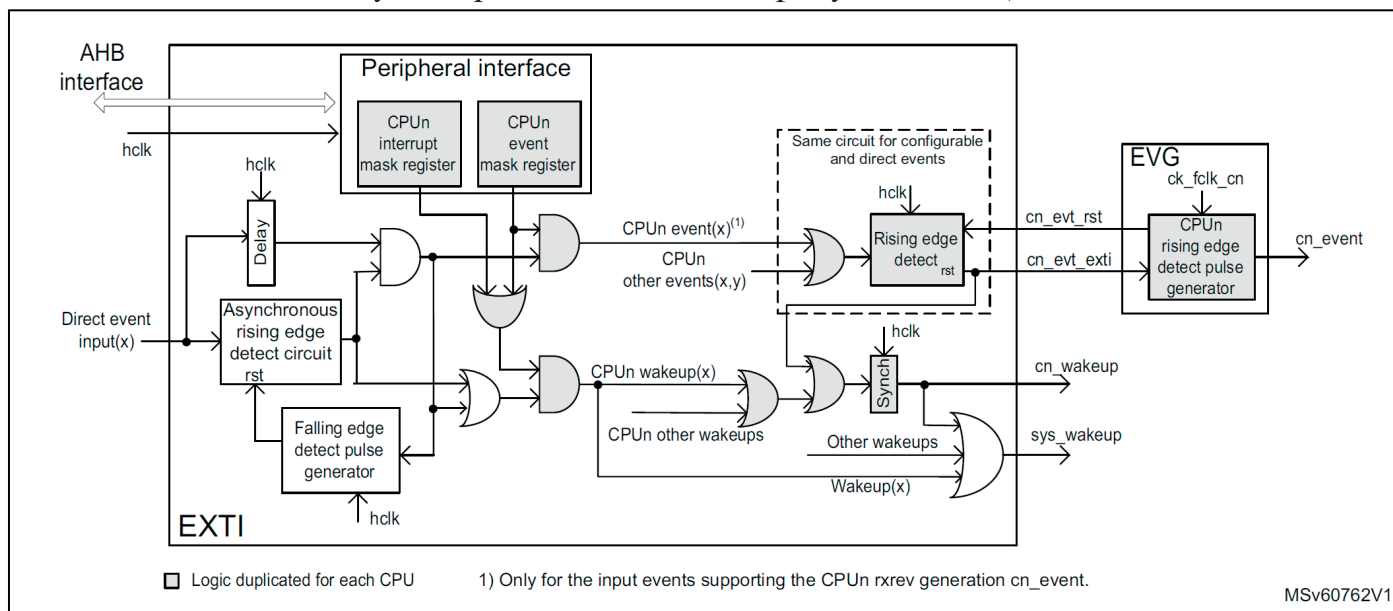 AHB
interface
Peripheral interface
CPUn
interrupt
mask register
CPUn
event
mask register
hclk
hclk
Delay
Same circuit for configurable
and direct events
hclk
EVG
ck_fclk_cn
CPUn event(x)(1)
CPUn
other events(x,y)
Rising edge
detect
rst
cn_evt_rst
cn_evt_exti
CPUn
rising edge
detect pulse
generator
cn_event
Direct event
input(x)
Asynchronous
rising edge
detect circuit
rst
hclk
CPUn wakeup(x)
Synch
cn_wakeup
Falling edge
detect pulse
generator
CPUn other wakeups
Other wakeups
sys_wakeup
Wakeup(x)
hclk
EXTI
Logic duplicated for each CPU
1) Only for the input events supporting the CPUn rxrev generation cn_event.
MSv60762V1